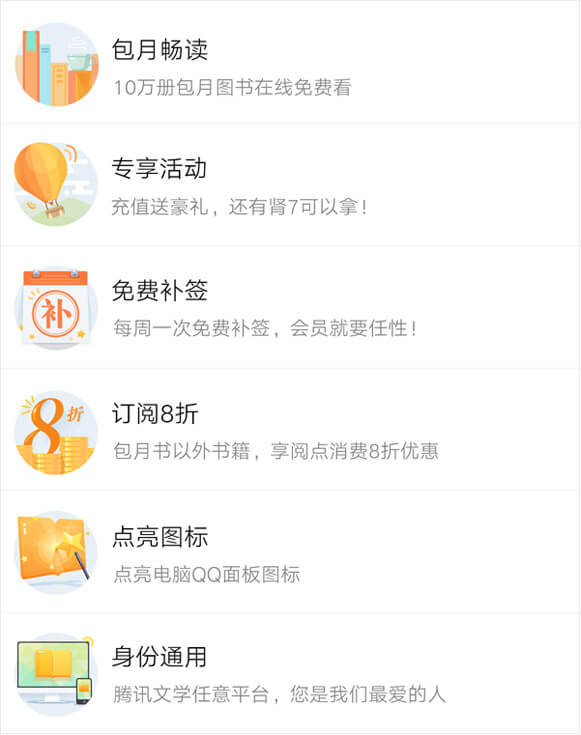 包月畅读
10万册包月图书在线免费看
专享活动
充值送豪礼，还有肾7可以拿！
补
免费补签
每周一次免费补签，会员就要任性！
8折
订阅8折
包月书以外书籍，享阅点消费8折优惠
点亮图标
点亮电脑QQ面板图标
身份通用
腾讯文学任意平台，您是我们最爱的人